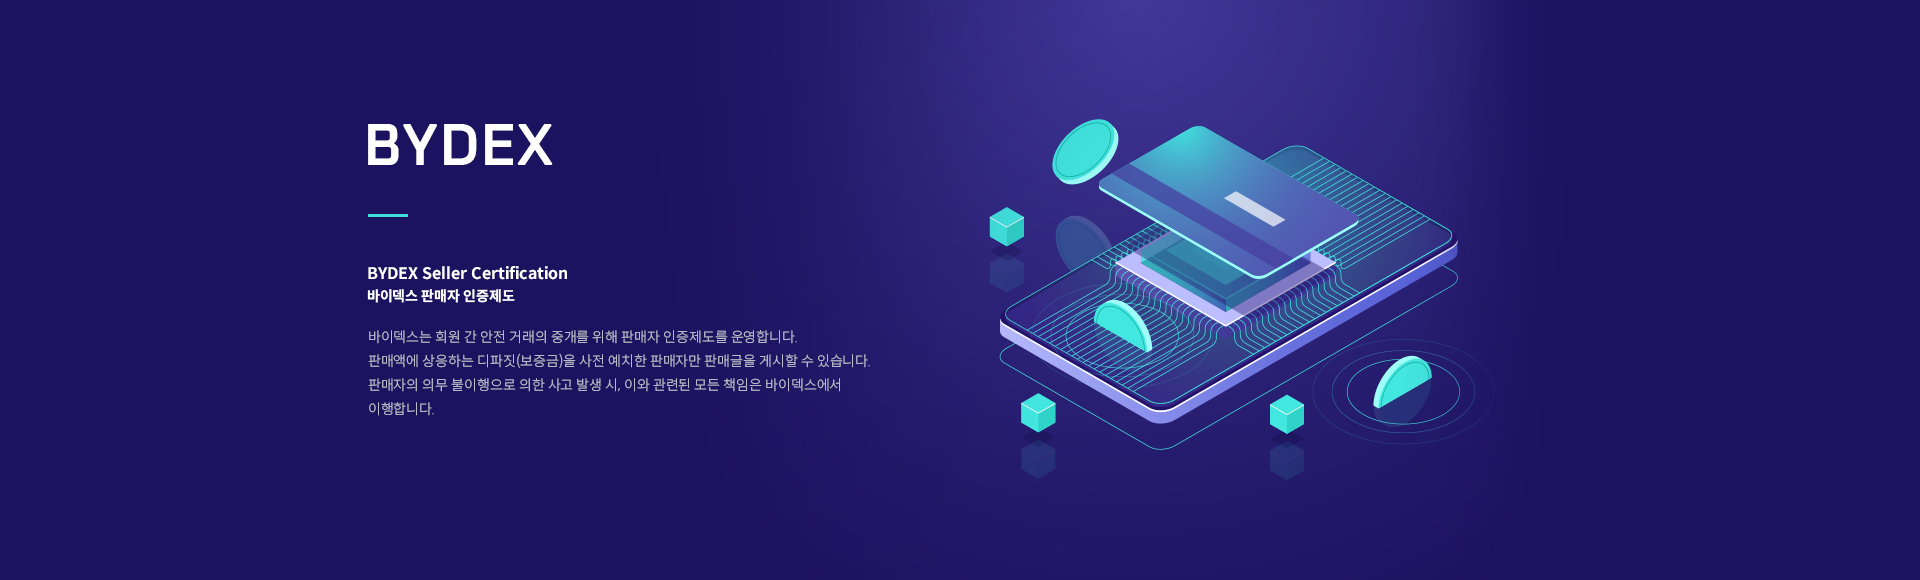 BYDEX
BYDEX Seller Certification
바이덱스 판매자 인증제도
바이덱스는 회원 간 안전 거래의 중개를 위해 판매자 인증제도를 운영합니다.
판매액에 상응하는 디파짓(보증금)을 사전 예치한 판매자만 판매글을 게시할 수 있습니다.
판매자의 의무 불이행으로 의한 사고 발생 시, 이와 관련된 모든 책임은 바이덱스에서
이행합니다.